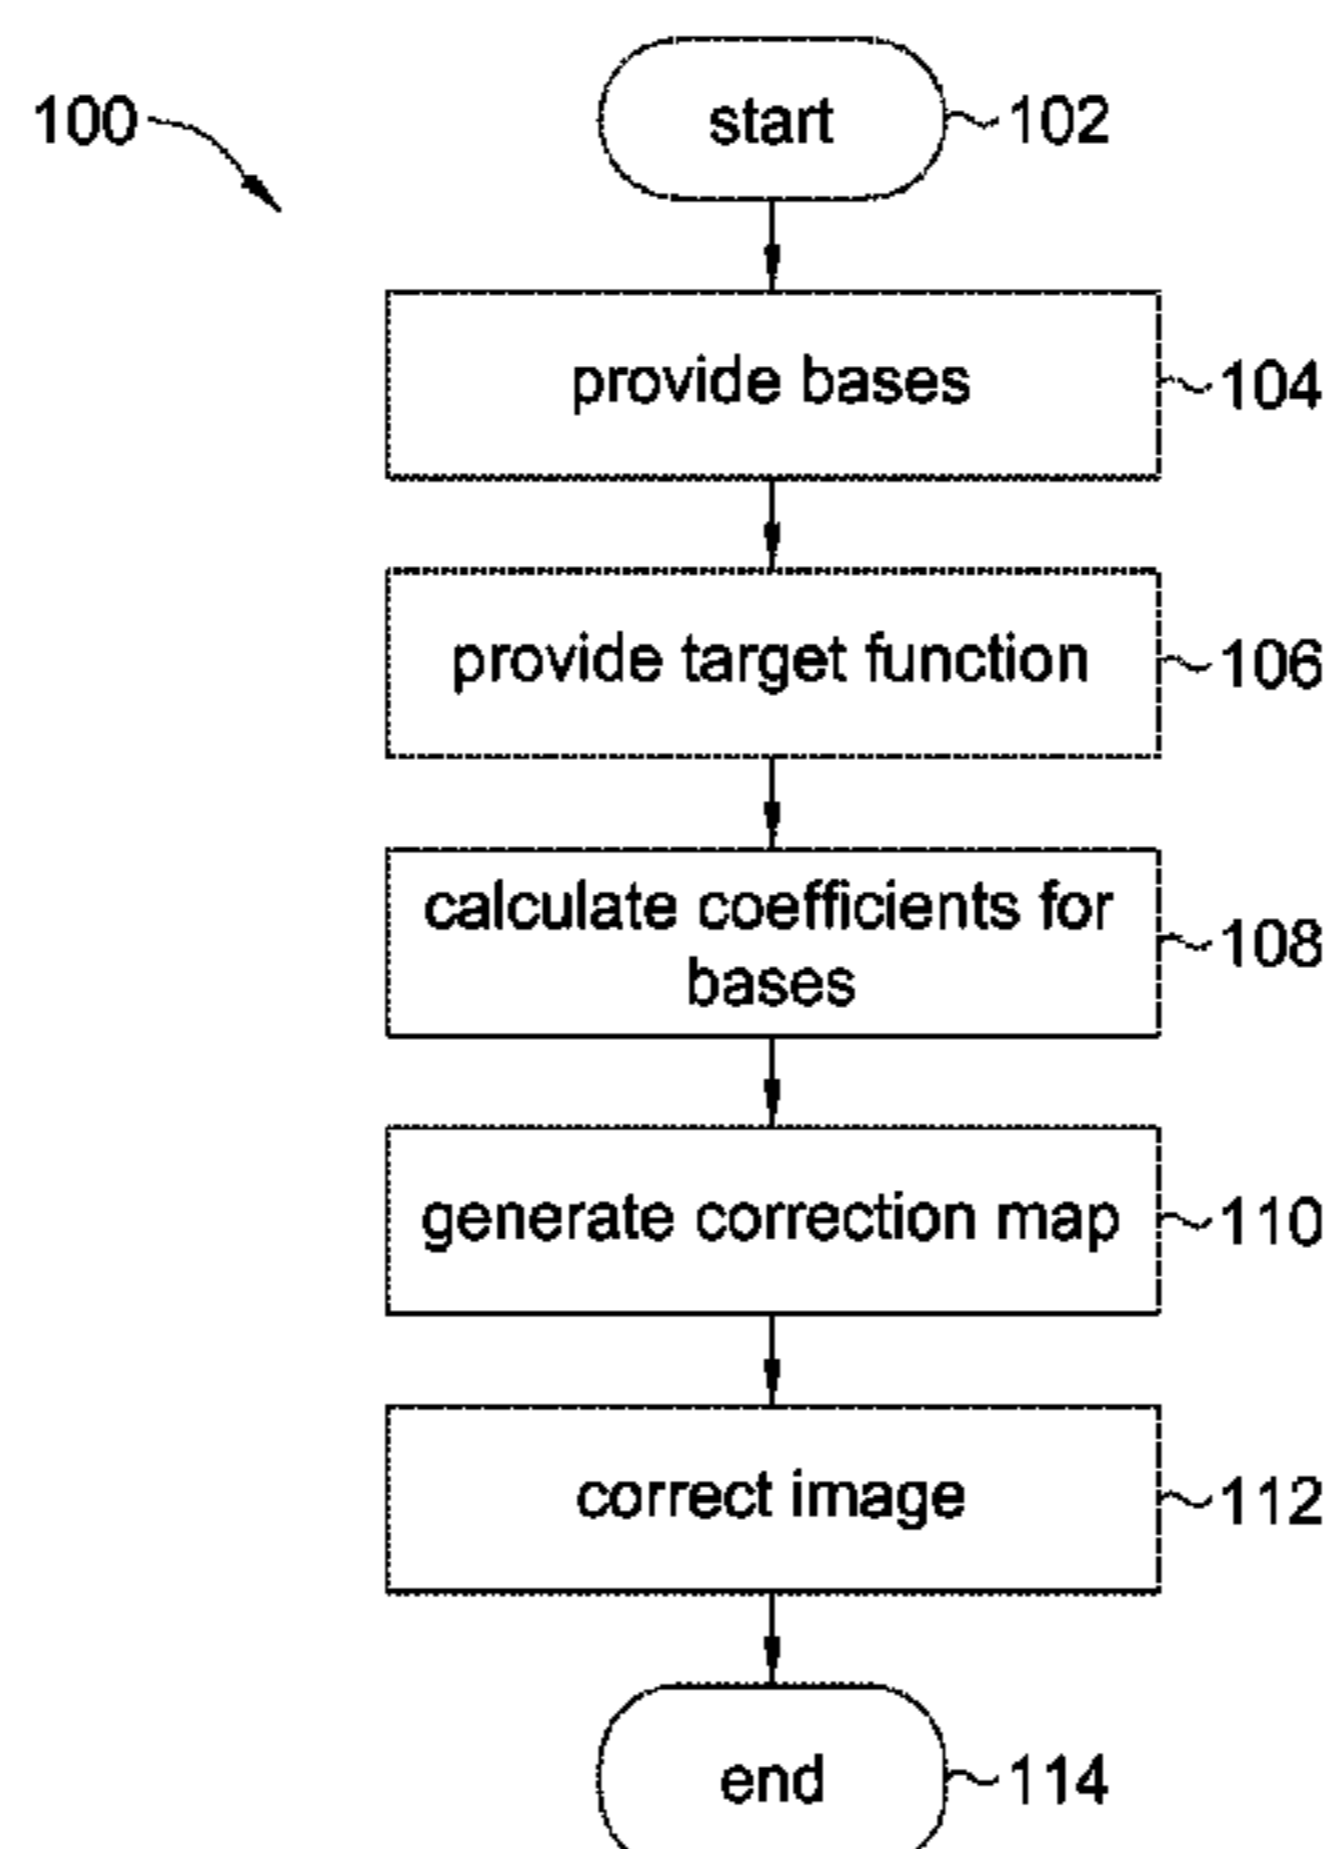 100
start
102
provide bases
104
provide target function
106
calculate coefficients for
bases
108
generate correction map
110
correct image
112
end
114